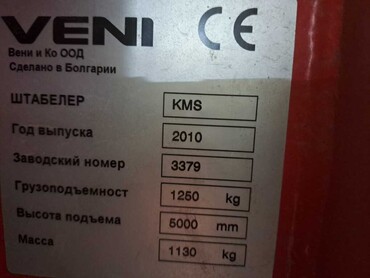 VENI CE
Вени и Ко ООД
Сделано в Болгарии
ШТАБЕЛЕР KMS
Год выпуска 2010
Заводский номер 3379
Грузоподъемност 1250 kg
Высота подъема 5000 mm
Масса 1130 kg